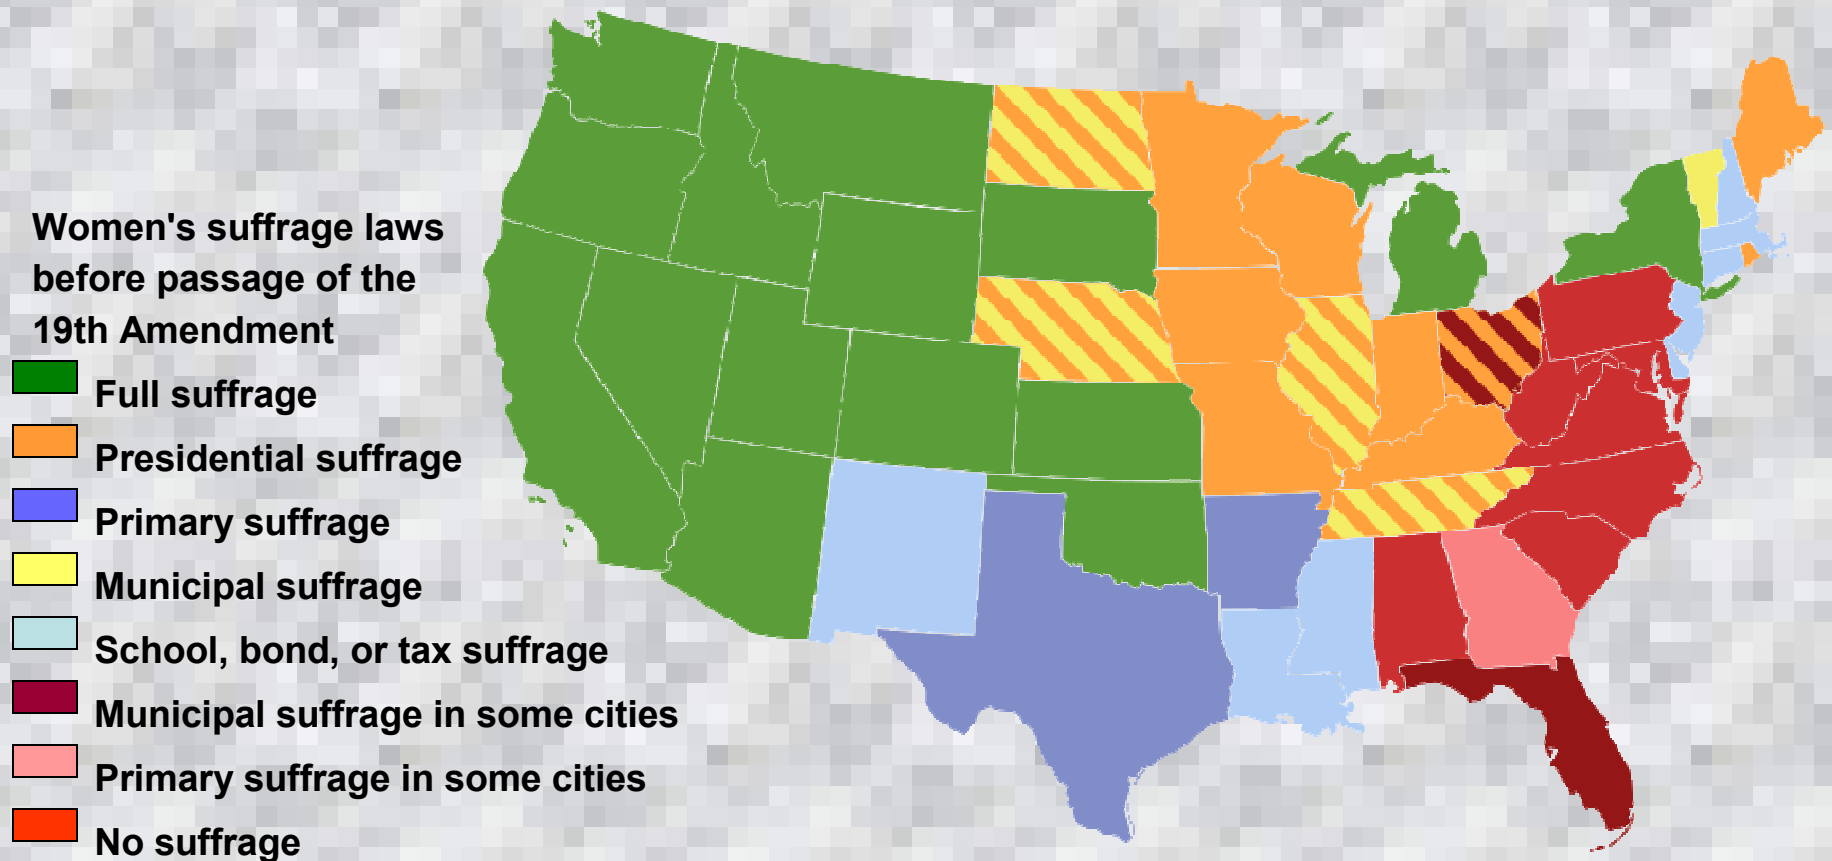 Women's suffrage laws
before passage of the
19th Amendment
Full suffrage
Presidential suffrage
Primary suffrage
Municipal suffrage
School, bond, or tax suffrage
Municipal suffrage in some cities
Primary suffrage in some cities
No suffrage